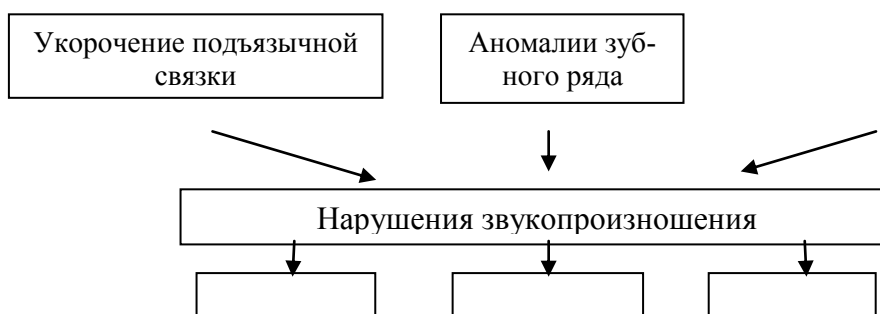 Укорочение подъязычной
связки
Аномалии зуб-
ного ряда
Нарушения звукопроизношения